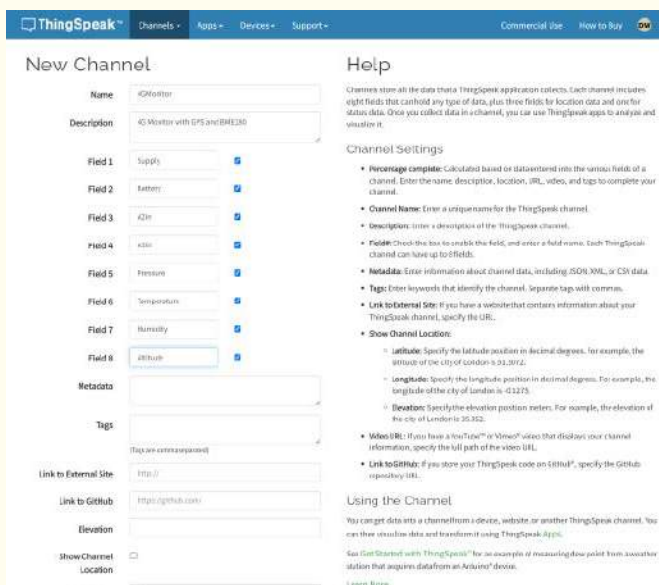 ThingSpeak™
Channels
Apps
Devices
Support
Commercial Use
How to Buy
DW
New Channel
Name
4GMonitor
Description
4G Monitor with GPS and BME280
Field 1
Supply
Field 2
Battery
Field 3
Field 4
Field 5
Pressure
Field 6
Temperature
Field 7
Humidity
Field 8
Altitude
Metadata
Tags
(Tags are comma separated)
Link to External Site
http://
Link to GitHub
https://github.com/
Elevation
Show Channel
Location
Help
Channels store all the data that a ThingSpeak application collects. Each channel includes
eight fields that can hold any type of data, plus three fields for location data and one for
status data. Once you collect data in a channel, you can use ThingSpeak apps to analyze and
visualize it.
Channel Settings
• Percentage complete: Calculated based on data entered into the various fields of a
channel. Enter the name, description, location, URL, video, and tags to complete your
channel.
• Channel Name: Enter a unique name for the ThingSpeak channel.
• Description: Enter a description of the ThingSpeak channel.
• Field#: Check the box to enable the field, and enter a field name. Each ThingSpeak
channel can have up to 8 fields.
• Metadata: Enter information about channel data, including JSON, XML, or CSV data.
• Tags: Enter keywords that identify the channel. Separate tags with commas.
• Link to External Site: If you have a website that contains information about your
ThingSpeak channel, specify the URL.
• Show Channel Location:
○ Latitude: Specify the latitude position in decimal degrees. For example, the
latitude of the city of London is 51.5072.
○ Longitude: Specify the longitude position in decimal degrees. For example, the
longitude of the city of London is -0.1275.
○ Elevation: Specify the elevation position meters. For example, the elevation of
the city of London is 35.052.
• Video URL: If you have a YouTube™ or Vimeo® video that displays your channel
information, specify the full path of the video URL.
• Link to GitHub: If you store your ThingSpeak code on GitHub®, specify the GitHub
repository URL.
Using the Channel
You can get data into a channel from a device, website, or another ThingSpeak channel. You
can then visualize data and transform it using ThingSpeak Apps.
See Get Started with ThingSpeak™ for an example of measuring dew point from a weather
station that acquires data from an Arduino® device.
Learn More